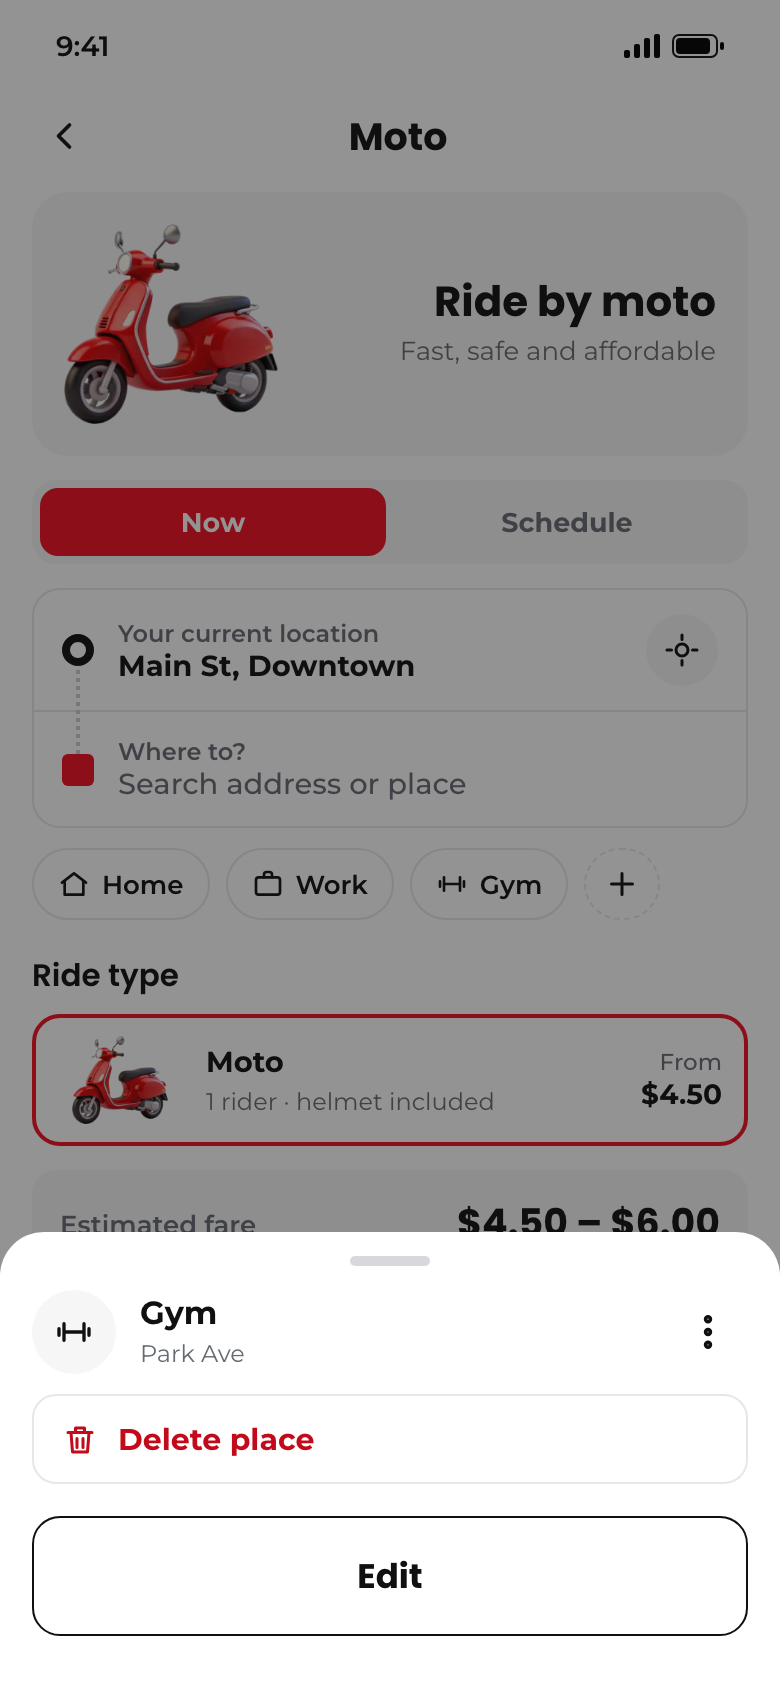 9:41
Moto
Ride by moto
Fast, safe and affordable
Now
Schedule
Your current location
Main St, Downtown
Where to?
Search address or place
Home
Work
Gym
Ride type
Moto
1 rider · helmet included
From
$4.50
Estimated fare
$4.50 – $6.00
Gym
Park Ave
Delete place
Edit